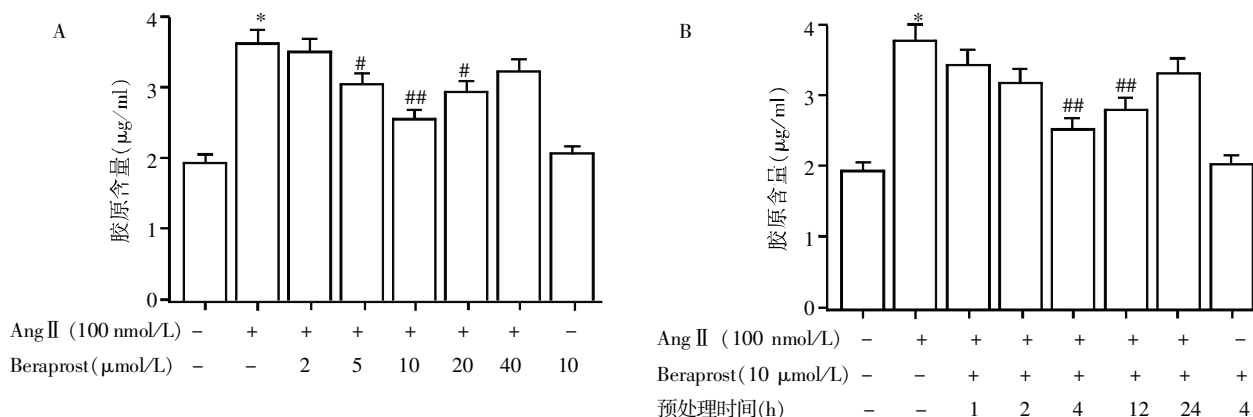 A
4
3
2
1
0
胶原含量(μg/ml)
*
#
##
#
AngⅡ (100 nmol/L) − + + + + + + −
Beraprost(μmol/L) − − 2 5 10 20 40 10
B
4
3
2
1
0
胶原含量(μg/ml)
*
##
##
AngⅡ (100 nmol/L) − + + + + + + −
Beraprost(10 μmol/L) − − + + + + + +
预处理时间(h) − − 1 2 4 12 24 4